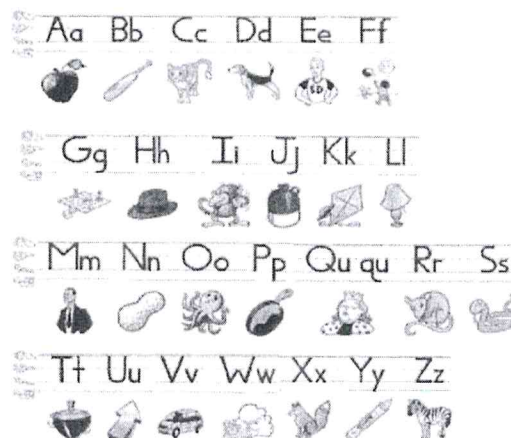 Aa Bb Cc Dd Ee Ff
SD
Gg Hh Ii Jj Kk Ll
Mm Nn Oo Pp Qu qu Rr Ss
Tt Uu Vv Ww Xx Yy Zz